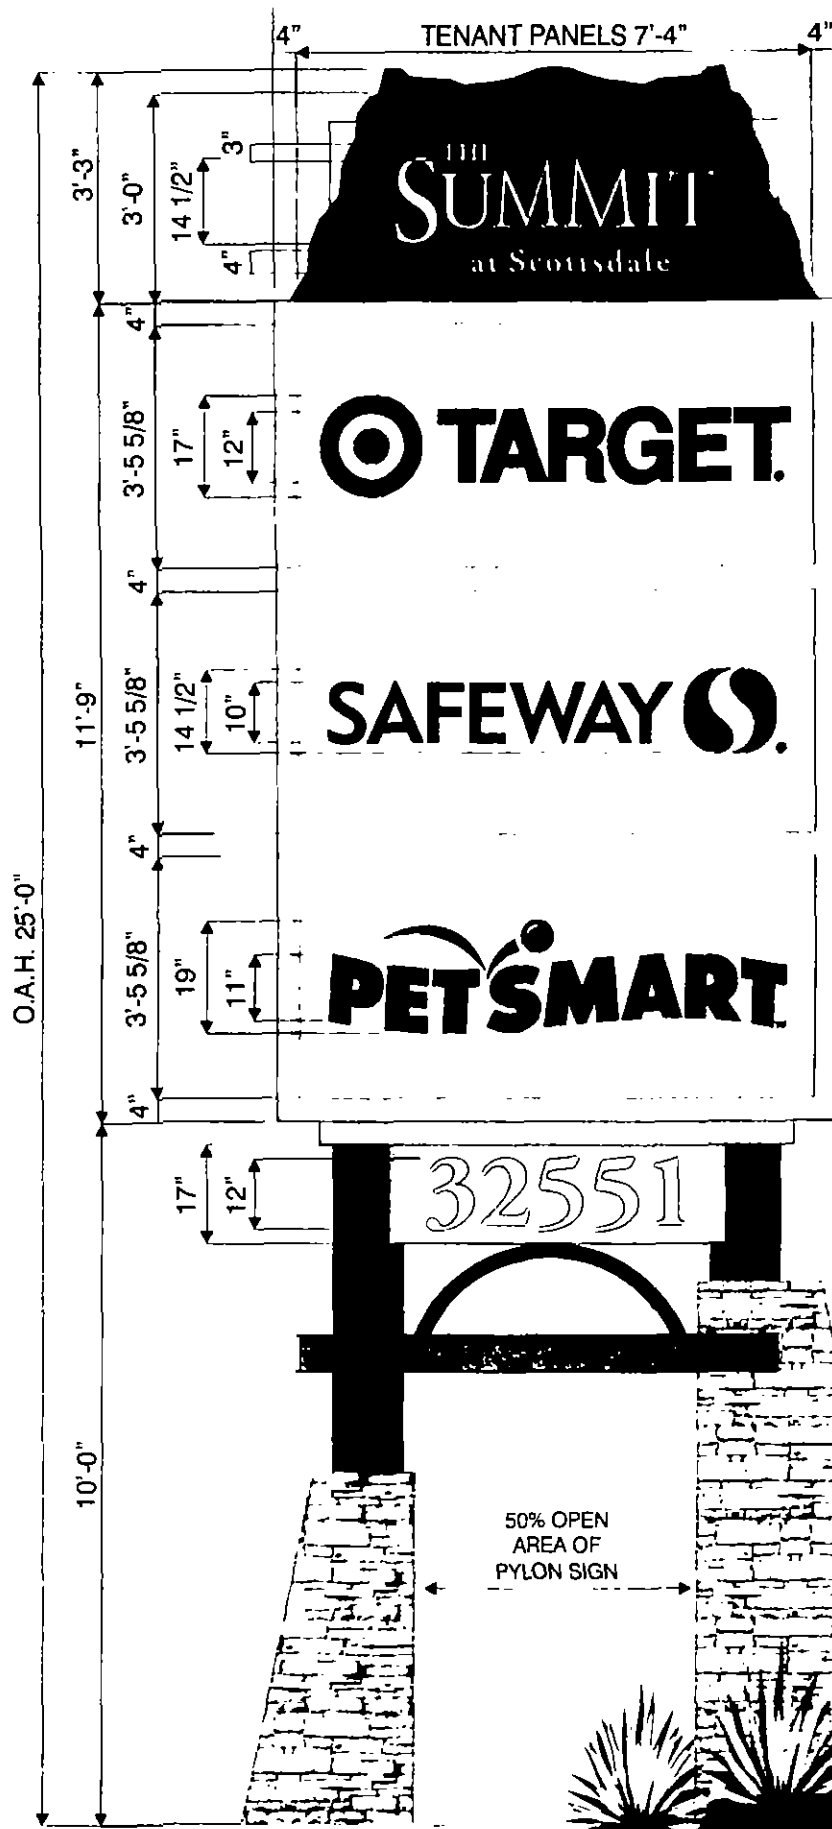 4" TENANT PANELS 7'-4" 4"
3'-3"
3'-0"
3"
14 1/2"
4"
THE
SUMMIT
at Scottsdale
4"
3'-5 5/8"
17"
12"
TARGET.
4"
11'-9"
3'-5 5/8"
14 1/2"
10"
SAFEWAY
4"
O.A.H. 25'-0"
3'-5 5/8"
19"
11"
PETSMART
4"
17"
12"
32551
10'-0"
50% OPEN
AREA OF
PYLON SIGN